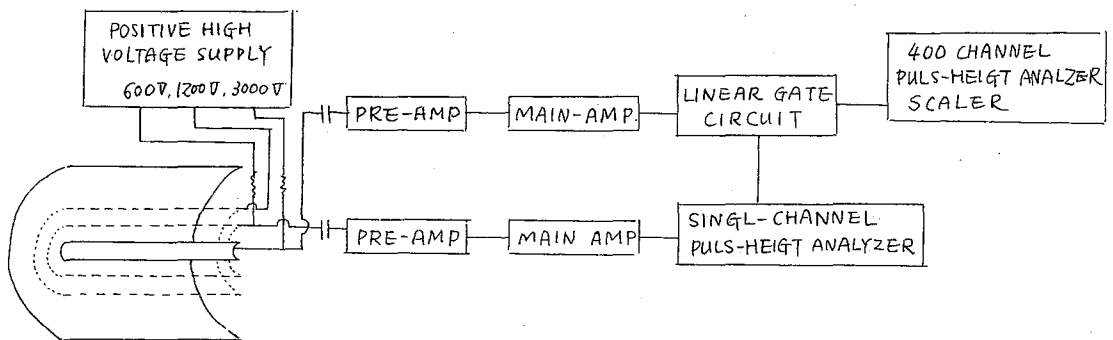 POSITIVE HIGH
VOLTAGE SUPPLY
600V, 1200V, 3000V
PRE-AMP
MAIN-AMP.
LINEAR GATE
CIRCUIT
400 CHANNEL
PULS-HEIGT ANALZER
SCALER
PRE-AMP
MAIN AMP
SINGL-CHANNEL
PULS-HEIGT ANALYZER